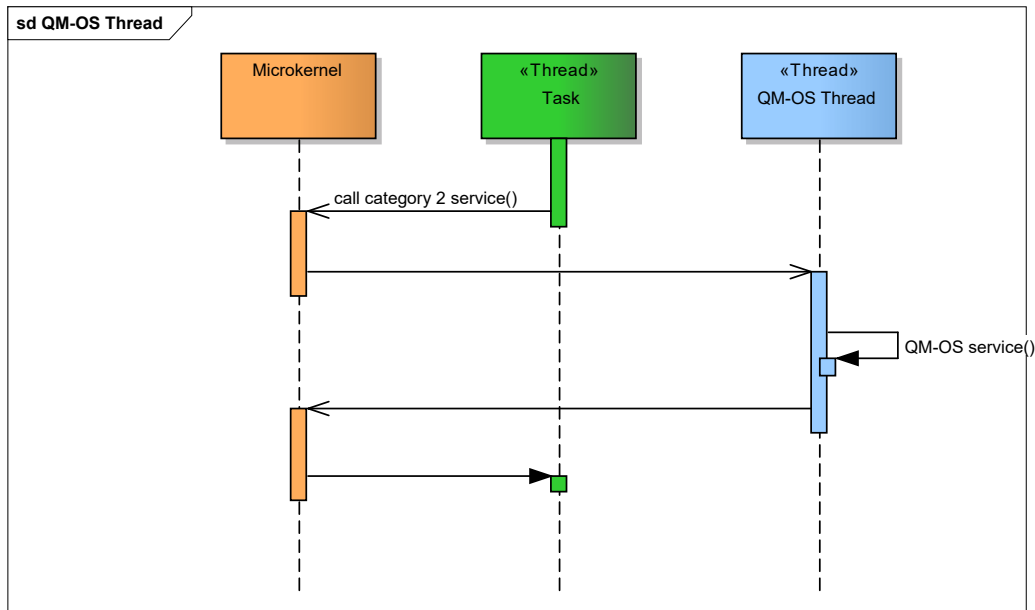 sd QM-OS Thread
Microkernel
«Thread»
Task
«Thread»
QM-OS Thread
call category 2 service()
QM-OS service()